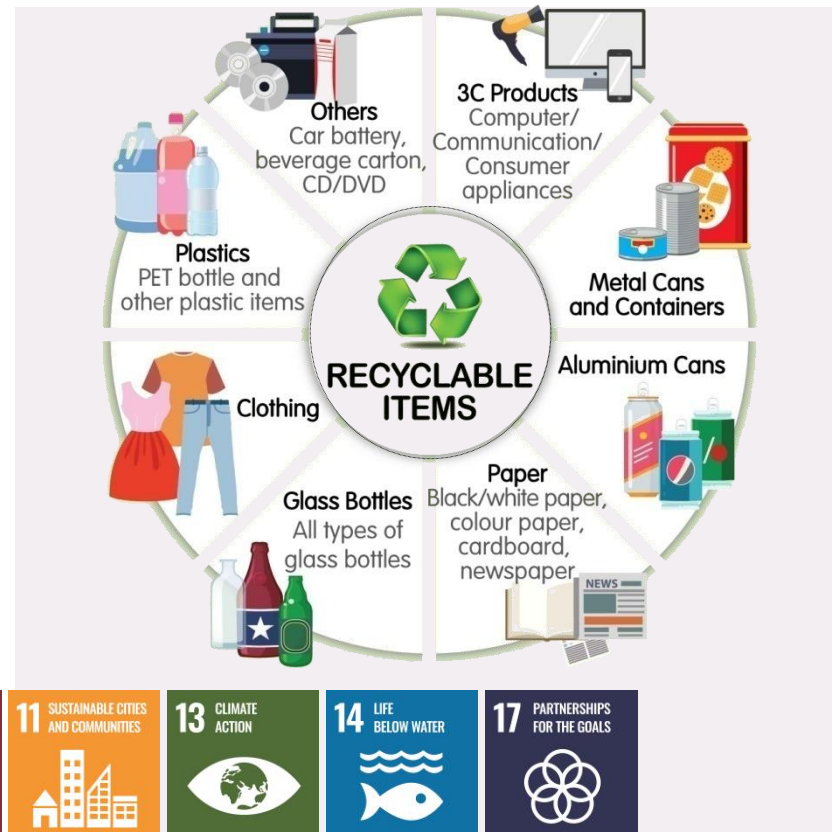 Others
Car battery,
beverage carton,
CD/DVD
3C Products
Computer/
Communication/
Consumer
appliances
Plastics
PET bottle and
other plastic items
Metal Cans
and Containers
RECYCLABLE
ITEMS
Clothing
Aluminium Cans
Glass Bottles
All types of
glass bottles
Paper
Black/white paper,
colour paper,
cardboard,
newspaper
NEWS
11 SUSTAINABLE CITIES
AND COMMUNITIES
13 CLIMATE
ACTION
14 LIFE
BELOW WATER
17 PARTNERSHIPS
FOR THE GOALS